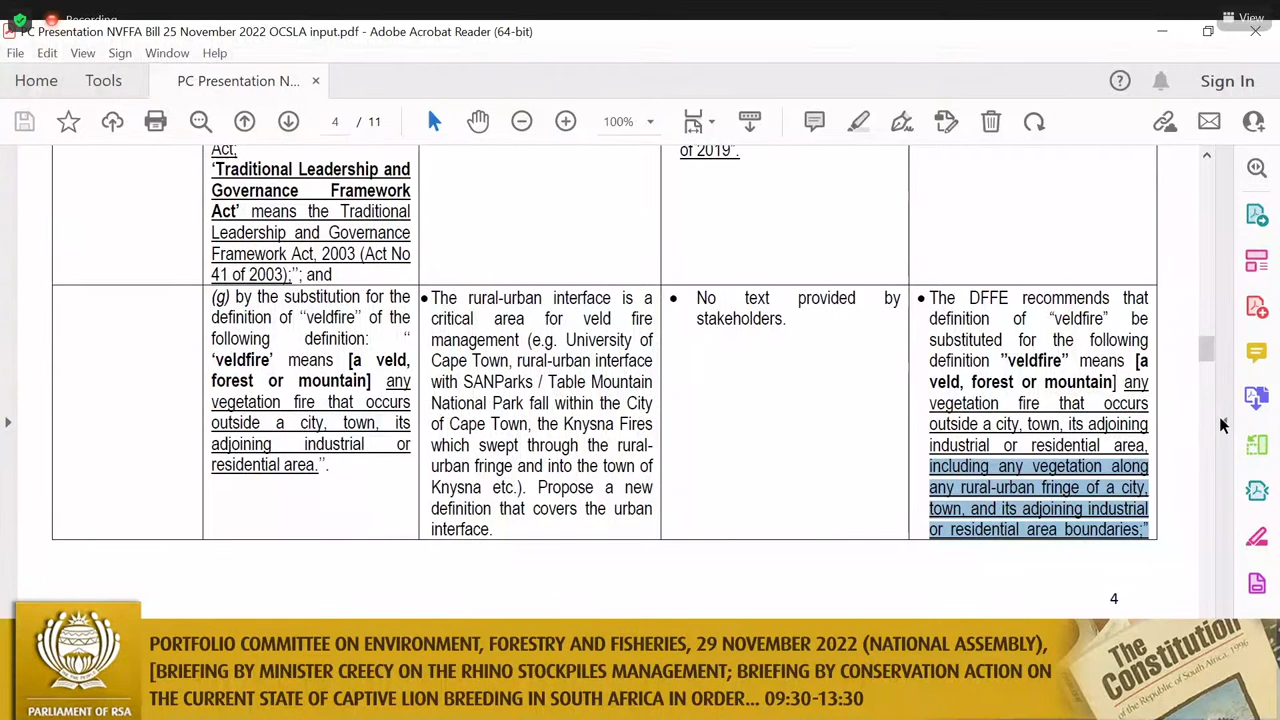 Recording
View
PC Presentation NVFFA Bill 25 November 2022 OCSLA input.pdf - Adobe Acrobat Reader (64-bit)
File Edit View Sign Window Help
Home Tools PC Presentation N... × Sign In
4 / 11 100%
Act;
‘Traditional Leadership and
Governance Framework
Act’ means the Traditional
Leadership and Governance
Framework Act, 2003 (Act No
41 of 2003);’’; and
of 2019”.
(g) by the substitution for the
definition of ‘‘veldfire’’ of the
following definition: ‘‘
‘veldfire’ means [a veld,
forest or mountain] any
vegetation fire that occurs
outside a city, town, its
adjoining industrial or
residential area.’’.
• The rural-urban interface is a
critical area for veld fire
management (e.g. University of
Cape Town, rural-urban interface
with SANParks / Table Mountain
National Park fall within the City
of Cape Town, the Knysna Fires
which swept through the rural-
urban fringe and into the town of
Knysna etc.). Propose a new
definition that covers the urban
interface.
• No text provided by
stakeholders.
• The DFFE recommends that
definition of “veldfire” be
substituted for the following
definition ”veldfire” means [a
veld, forest or mountain] any
vegetation fire that occurs
outside a city, town, its adjoining
industrial or residential area,
including any vegetation along
any rural-urban fringe of a city,
town, and its adjoining industrial
or residential area boundaries;”
4
PORTFOLIO COMMITTEE ON ENVIRONMENT, FORESTRY AND FISHERIES, 29 NOVEMBER 2022 (NATIONAL ASSEMBLY),
[BRIEFING BY MINISTER CREECY ON THE RHINO STOCKPILES MANAGEMENT; BRIEFING BY CONSERVATION ACTION ON
THE CURRENT STATE OF CAPTIVE LION BREEDING IN SOUTH AFRICA IN ORDER... 09:30-13:30
PARLIAMENT OF RSA
The
Constitution
of the Republic of South Africa, 1996